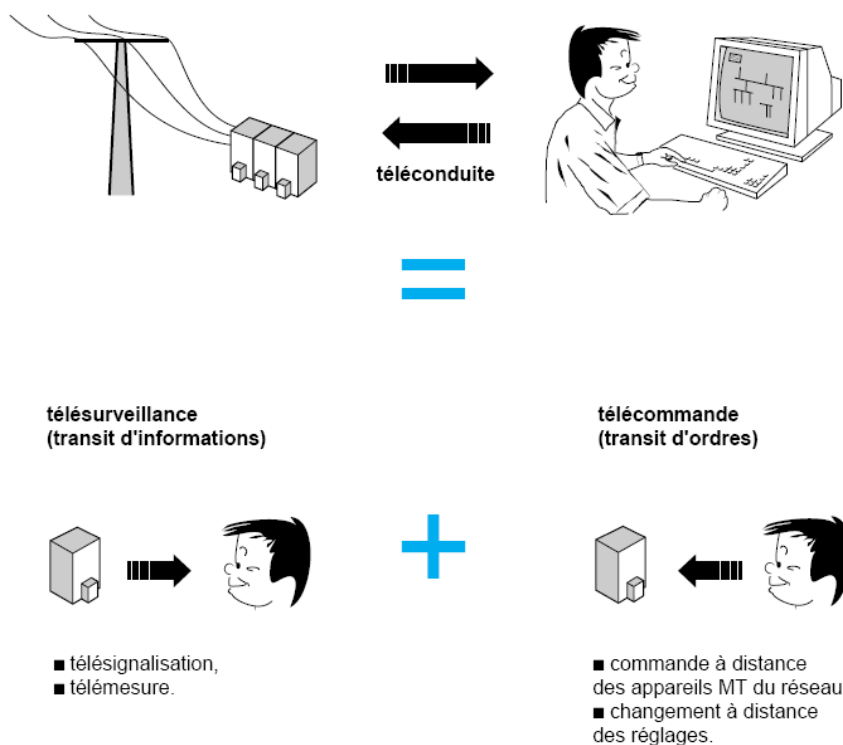 téléconduite
télésurveillance
(transit d'informations)
télécommande
(transit d'ordres)
■ télésignalisation,
■ télémesure.
■ commande à distance
des appareils MT du réseau
■ changement à distance
des réglages.